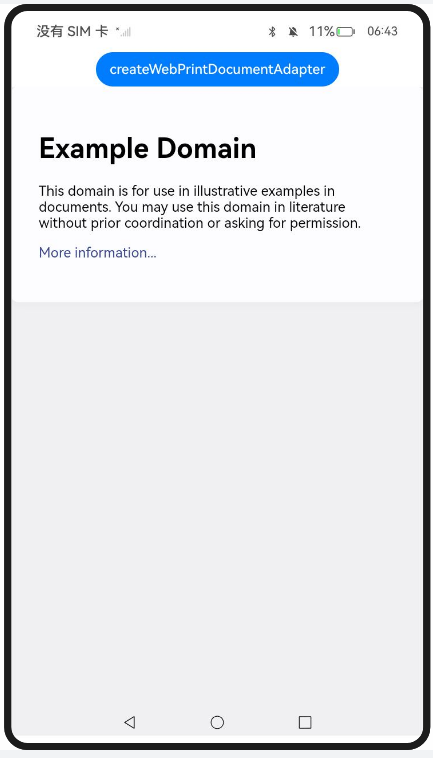 没有 SIM 卡 11% 06:43
createWebPrintDocumentAdapter
Example Domain
This domain is for use in illustrative examples in
documents. You may use this domain in literature
without prior coordination or asking for permission.
More information...